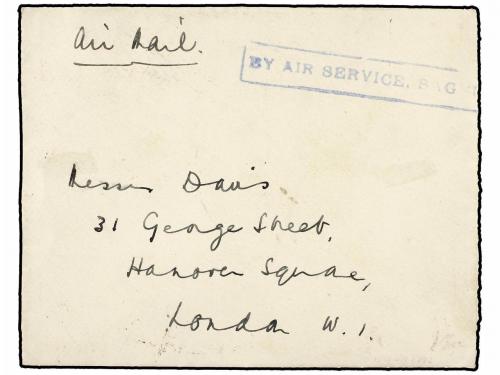 Air Mail.
BY AIR SERVICE, BAG
Messrs Davis
31 George Street,
Hanover Square,
London W. 1.